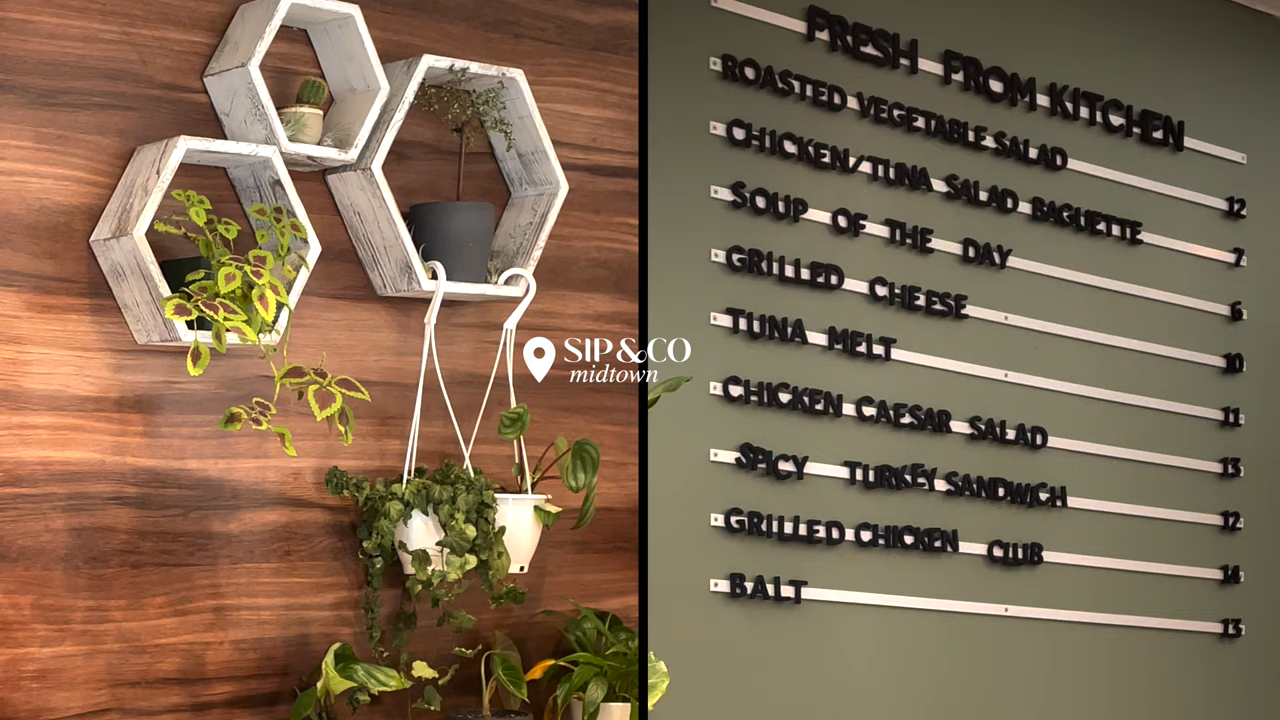 SIP & CO
midtown
FRESH FROM KITCHEN
ROASTED VEGETABLE SALAD 12
CHICKEN/TUNA SALAD BAGUETTE 7
SOUP OF THE DAY 6
GRILLED CHEESE 10
TUNA MELT 11
CHICKEN CAESAR SALAD 13
SPICY TURKEY SANDWICH 12
GRILLED CHICKEN CLUB 14
BALT 13